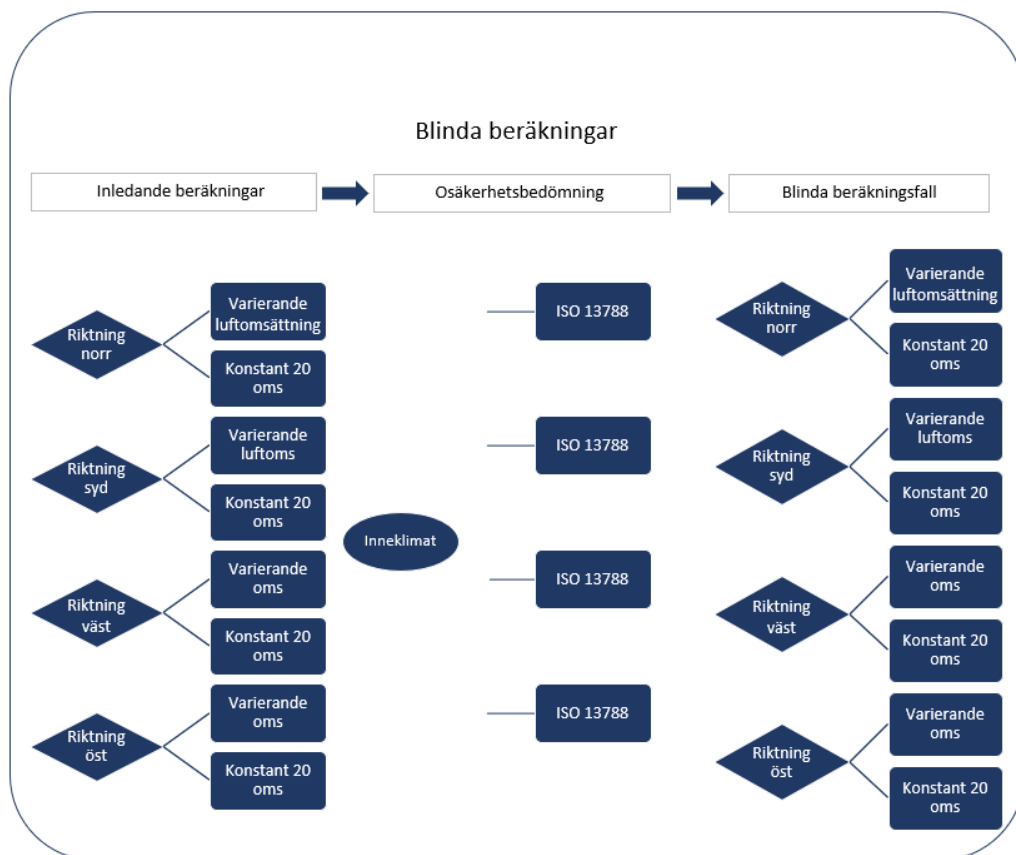 Blinda beräkningar
Inledande beräkningar
Osäkerhetsbedömning
Blinda beräkningsfall
Riktning
norr
Varierande
luftomsättning
Konstant 20
oms
Riktning
syd
Varierande
luftoms
Konstant 20
oms
Riktning
väst
Varierande
oms
Konstant 20
oms
Riktning
öst
Varierande
oms
Konstant 20
oms
Inneklimat
ISO 13788
ISO 13788
ISO 13788
ISO 13788
Riktning
norr
Varierande
luftomsättning
Konstant 20
oms
Riktning
syd
Varierande
luftoms
Konstant 20
oms
Riktning
väst
Varierande
oms
Konstant 20
oms
Riktning
öst
Varierande
oms
Konstant 20
oms